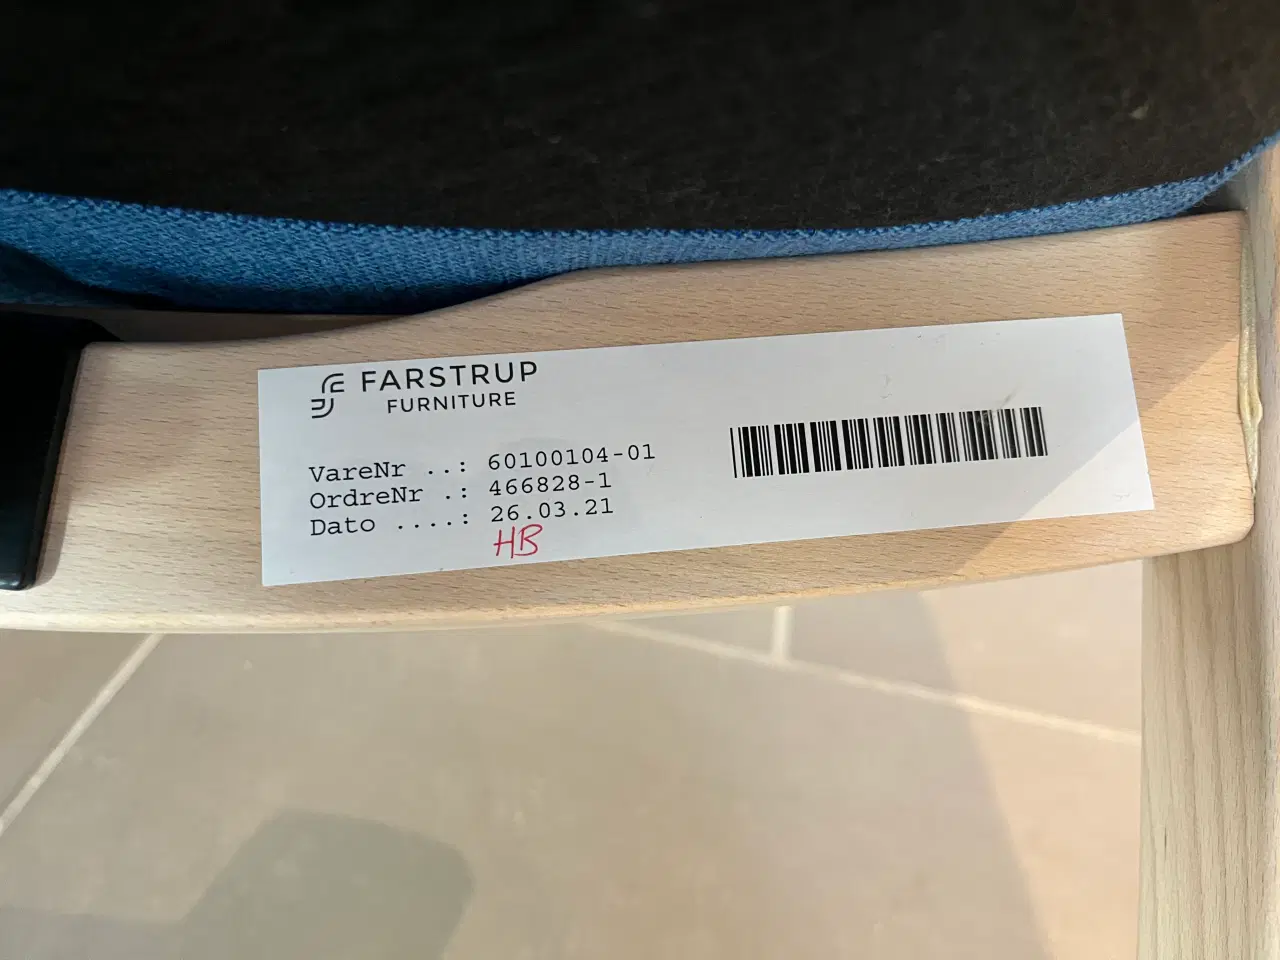 FARSTRUP
FURNITURE
VareNr ..: 60100104-01
OrdreNr .: 466828-1
Dato ....: 26.03.21
HB